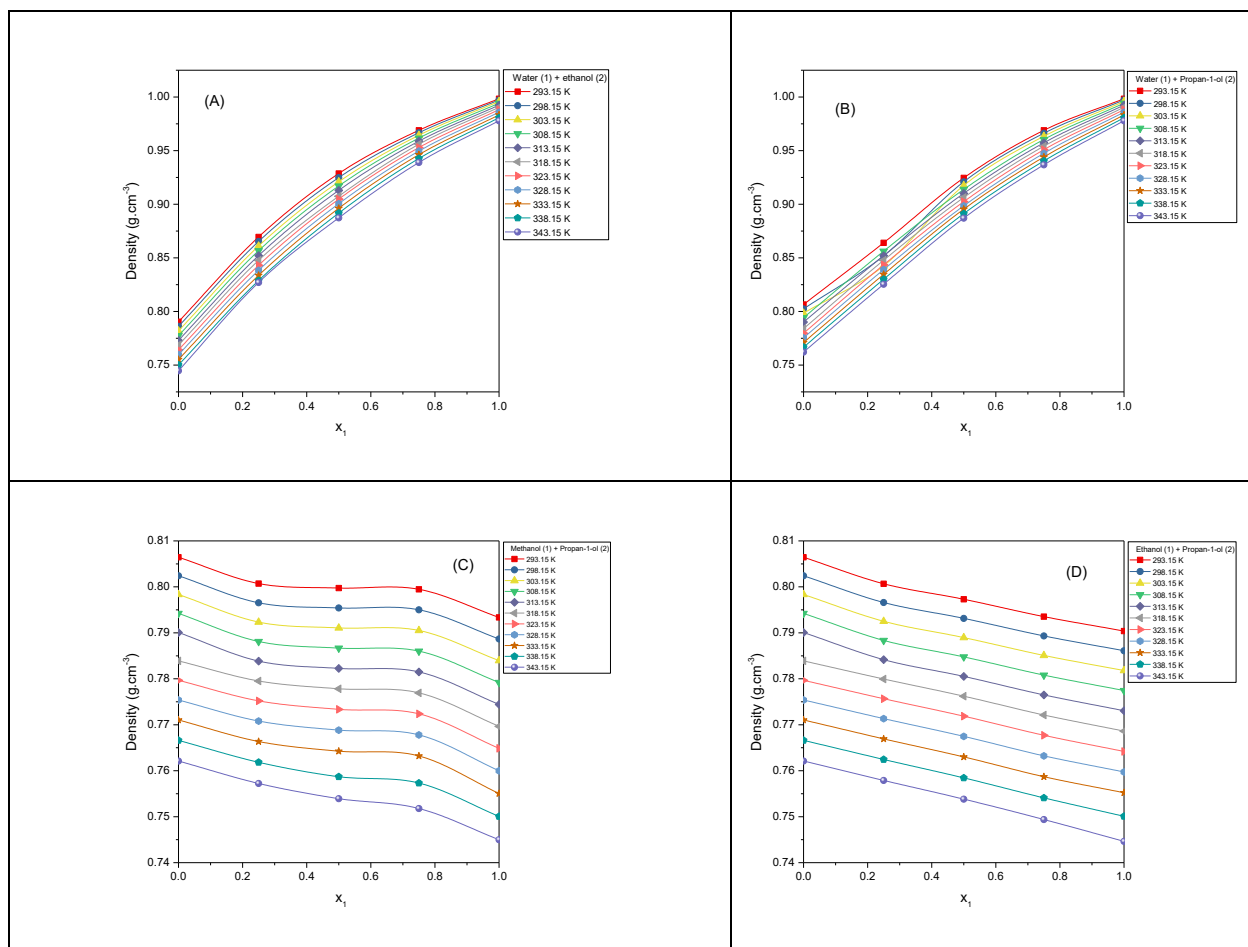 Water (1) + ethanol (2)
293.15 K
298.15 K
303.15 K
308.15 K
313.15 K
318.15 K
323.15 K
328.15 K
333.15 K
338.15 K
343.15 K
(A)
1.00
0.95
0.90
0.85
0.80
0.75
Density (g.cm⁻³)
0.0 0.2 0.4 0.6 0.8 1.0
x₁
Water (1) + Propan-1-ol (2)
293.15 K
298.15 K
303.15 K
308.15 K
313.15 K
318.15 K
323.15 K
328.15 K
333.15 K
338.15 K
343.15 K
(B)
1.00
0.95
0.90
0.85
0.80
0.75
Density (g.cm⁻³)
0.0 0.2 0.4 0.6 0.8 1.0
x₁
Methanol (1) + Propan-1-ol (2)
293.15 K
298.15 K
303.15 K
308.15 K
313.15 K
318.15 K
323.15 K
328.15 K
333.15 K
338.15 K
343.15 K
(C)
0.81
0.80
0.79
0.78
0.77
0.76
0.75
0.74
Density (g.cm⁻³)
0.0 0.2 0.4 0.6 0.8 1.0
x₁
Ethanol (1) + Propan-1-ol (2)
293.15 K
298.15 K
303.15 K
308.15 K
313.15 K
318.15 K
323.15 K
328.15 K
333.15 K
338.15 K
343.15 K
(D)
0.81
0.80
0.79
0.78
0.77
0.76
0.75
0.74
Density (g.cm⁻³)
0.0 0.2 0.4 0.6 0.8 1.0
x₁